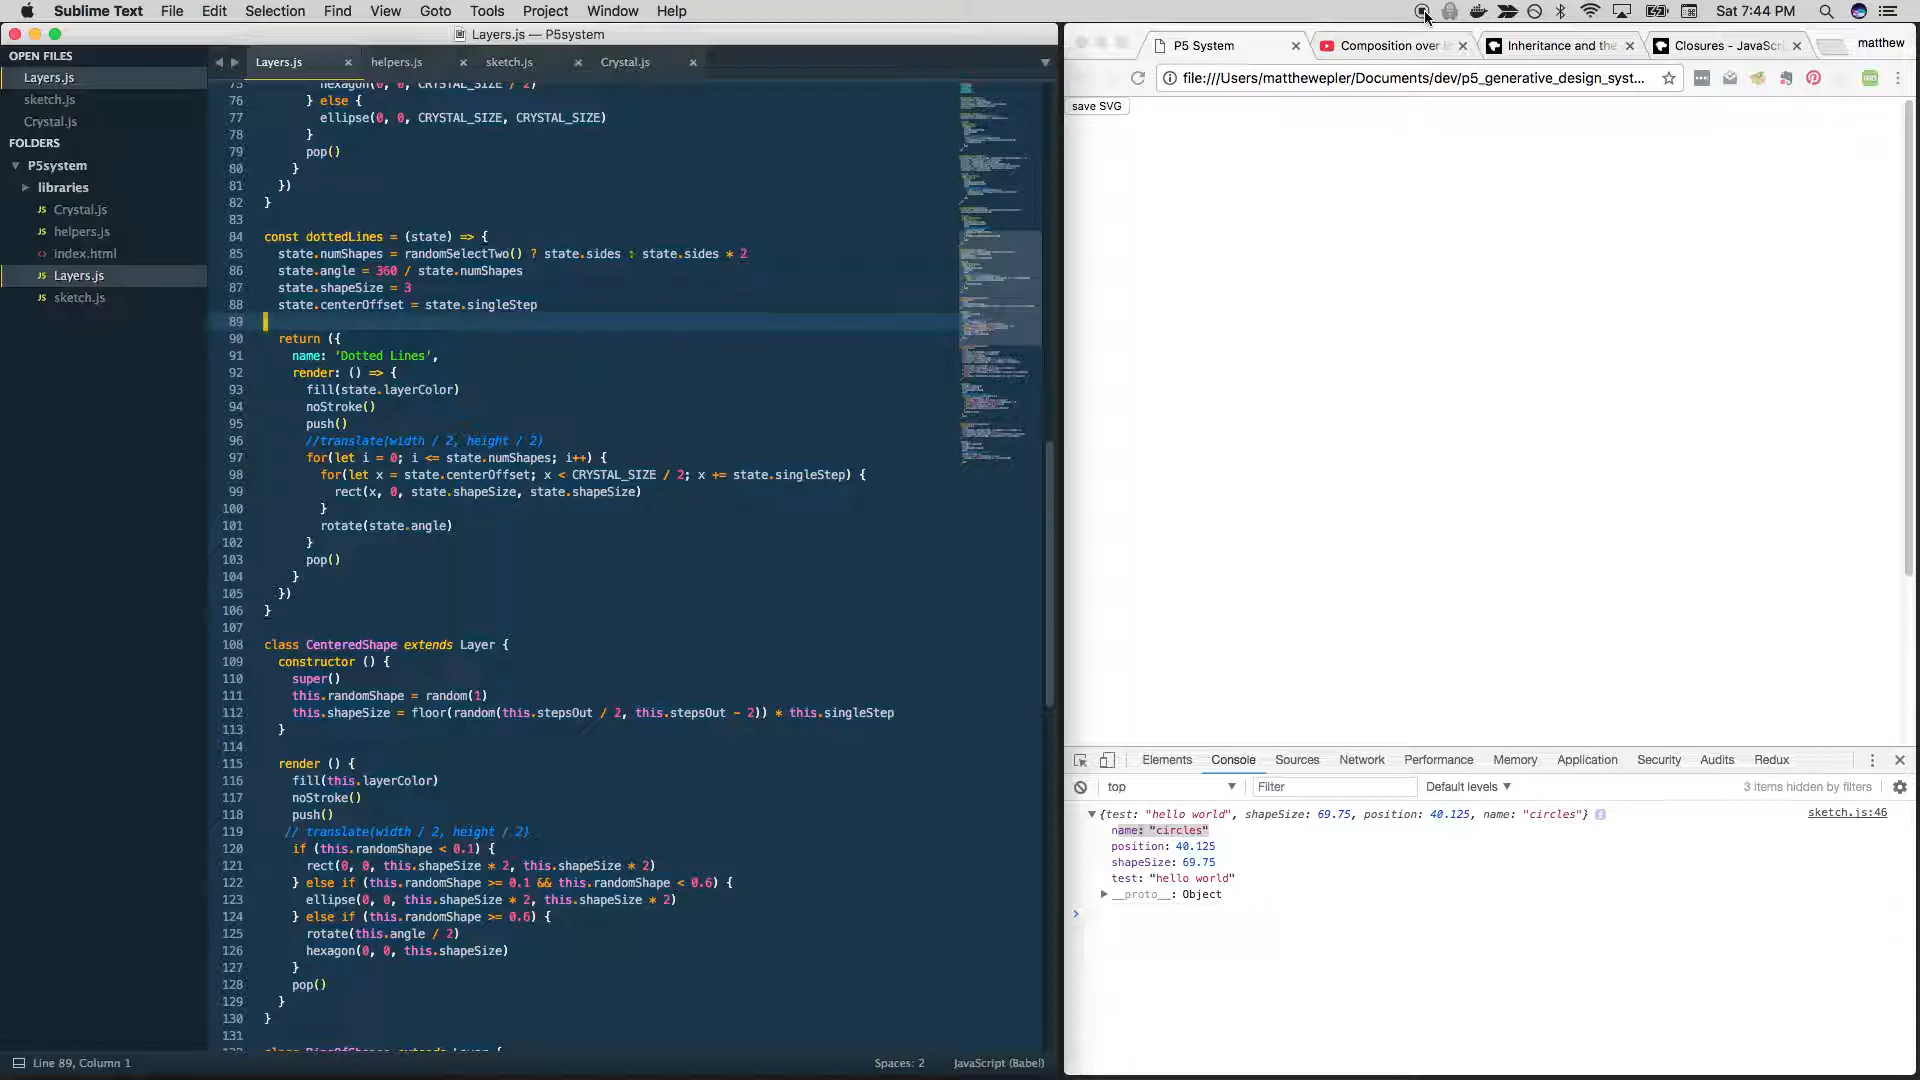 Sublime Text File Edit Selection Find View Goto Tools Project Window Help Sat 7:44 PM
Layers.js — P5system
OPEN FILES
Layers.js
sketch.js
Crystal.js
FOLDERS
P5system
libraries
JS Crystal.js
JS helpers.js
<> index.html
JS Layers.js
JS sketch.js
Layers.js × helpers.js × sketch.js × Crystal.js ×
75 hexagon(0, 0, CRYSTAL_SIZE / 2)
76 } else {
77 ellipse(0, 0, CRYSTAL_SIZE, CRYSTAL_SIZE)
78 }
79 pop()
80 }
81 })
82 }
83
84 const dottedLines = (state) => {
85 state.numShapes = randomSelectTwo() ? state.sides : state.sides * 2
86 state.angle = 360 / state.numShapes
87 state.shapeSize = 3
88 state.centerOffset = state.singleStep
89
90 return ({
91 name: 'Dotted Lines',
92 render: () => {
93 fill(state.layerColor)
94 noStroke()
95 push()
96 //translate(width / 2, height / 2)
97 for(let i = 0; i <= state.numShapes; i++) {
98 for(let x = state.centerOffset; x < CRYSTAL_SIZE / 2; x += state.singleStep) {
99 rect(x, 0, state.shapeSize, state.shapeSize)
100 }
101 rotate(state.angle)
102 }
103 pop()
104 }
105 })
106 }
107
108 class CenteredShape extends Layer {
109 constructor () {
110 super()
111 this.randomShape = random(1)
112 this.shapeSize = floor(random(this.stepsOut / 2, this.stepsOut - 2)) * this.singleStep
113 }
114
115 render () {
116 fill(this.layerColor)
117 noStroke()
118 push()
119 // translate(width / 2, height / 2)
120 if (this.randomShape < 0.1) {
121 rect(0, 0, this.shapeSize * 2, this.shapeSize * 2)
122 } else if (this.randomShape >= 0.1 && this.randomShape < 0.6) {
123 ellipse(0, 0, this.shapeSize * 2, this.shapeSize * 2)
124 } else if (this.randomShape >= 0.6) {
125 rotate(this.angle / 2)
126 hexagon(0, 0, this.shapeSize)
127 }
128 pop()
129 }
130 }
131
Line 89, Column 1 Spaces: 2 JavaScript (Babel)
P5 System × Composition over × Inheritance and the × Closures - JavaScr × matthew
file:///Users/matthewepler/Documents/dev/p5_generative_design_syst...
save SVG
Elements Console Sources Network Performance Memory Application Security Audits Redux
top Filter Default levels 3 items hidden by filters
{test: "hello world", shapeSize: 69.75, position: 40.125, name: "circles"} sketch.js:46
name: "circles"
position: 40.125
shapeSize: 69.75
test: "hello world"
__proto__: Object